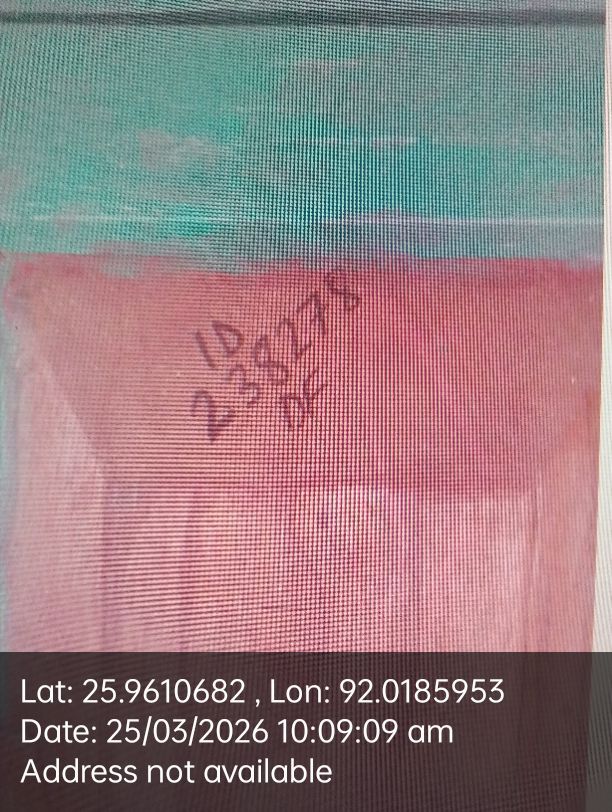 ID
238278
DF
Lat: 25.9610682 , Lon: 92.0185953
Date: 25/03/2026 10:09:09 am
Address not available